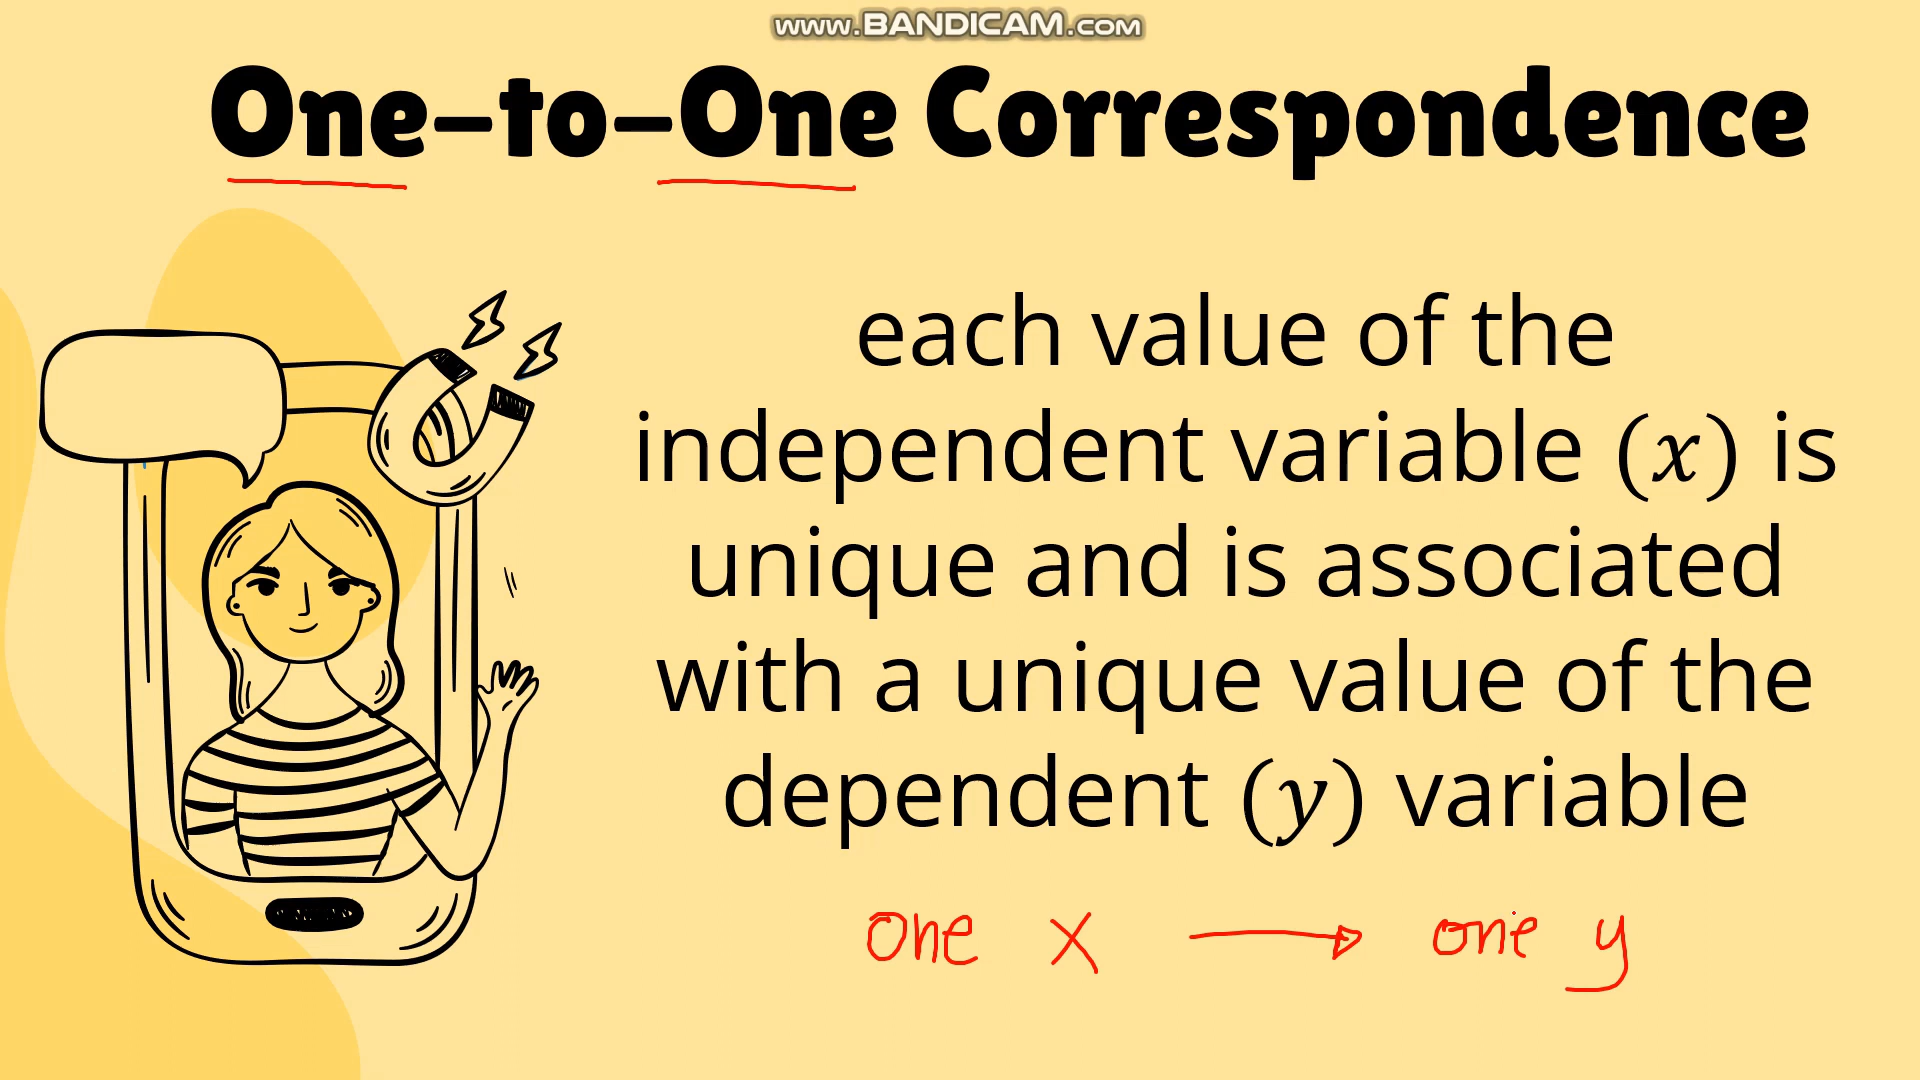 www.BANDICAM.com
One-to-One Correspondence
each value of the
independent variable (x) is
unique and is associated
with a unique value of the
dependent (y) variable
one x → one y